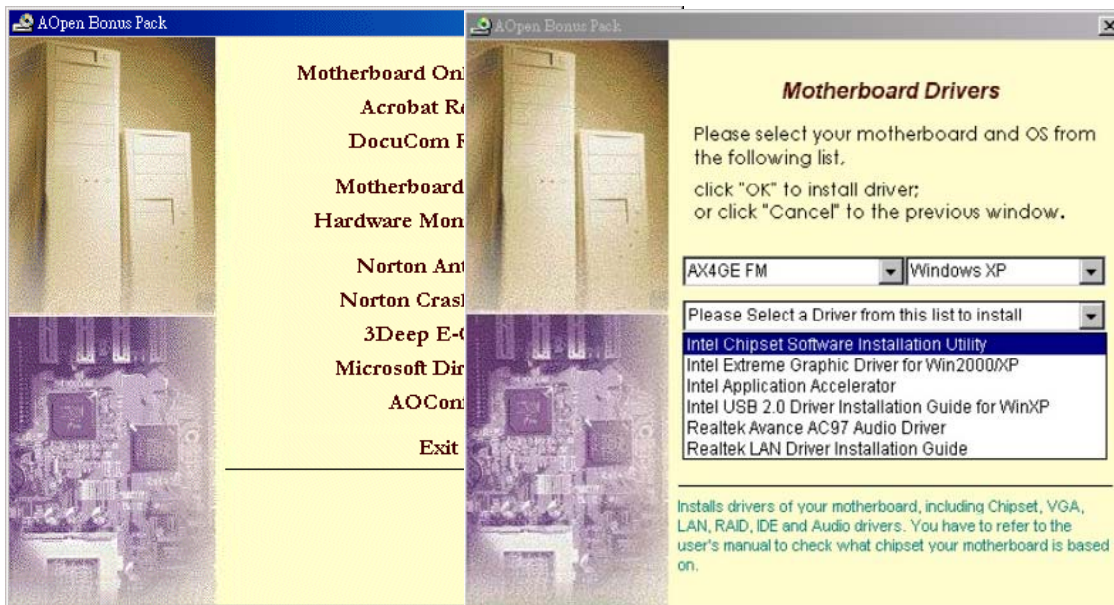 AOpen Bonus Pack
Motherboard Onl
Acrobat
DocuCom
Motherboard
Hardware Mon
Norton Ant
Norton Cras
3Deep E-
Microsoft Dir
AOCon
Exit
AOpen Bonus Pack
Motherboard Drivers
Please select your motherboard and OS from
the following list,
click "OK" to install driver;
or click "Cancel" to the previous window.
AX4GE FM
Windows XP
Please Select a Driver from this list to install
Intel Chipset Software Installation Utility
Intel Extreme Graphic Driver for Win2000/XP
Intel Application Accelerator
Intel USB 2.0 Driver Installation Guide for WinXP
Realtek Avance AC97 Audio Driver
Realtek LAN Driver Installation Guide
Installs drivers of your motherboard, including Chipset, VGA,
LAN, RAID, IDE and Audio drivers. You have to refer to the
user's manual to check what chipset your motherboard is based
on.